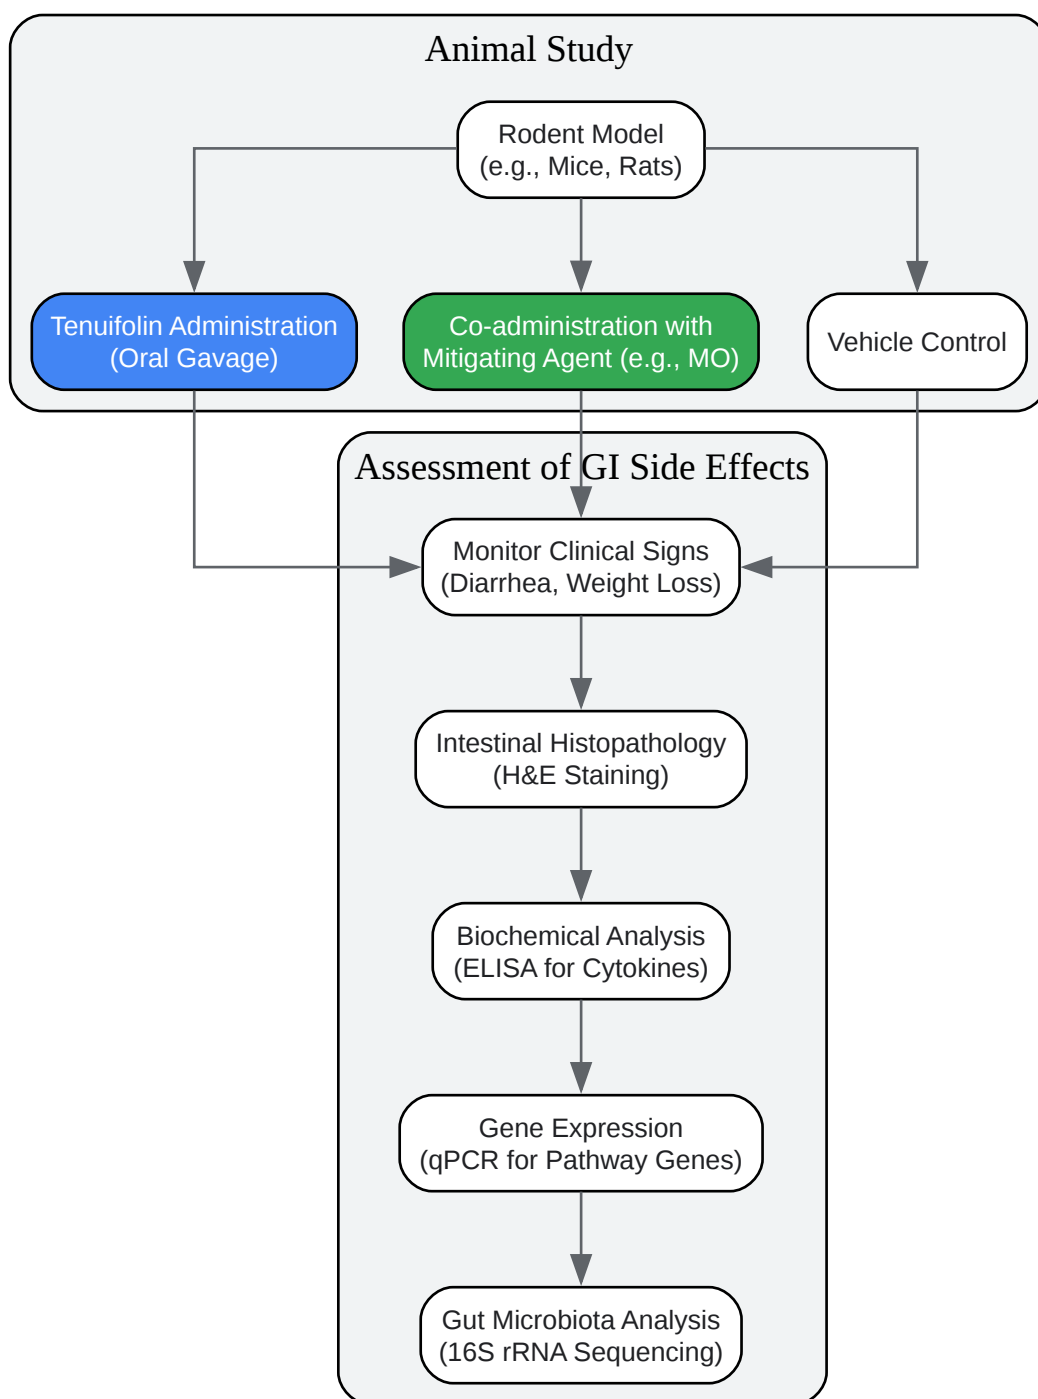 Animal Study
Rodent Model
(e.g., Mice, Rats)
Tenuifolin Administration
(Oral Gavage)
Co-administration with
Mitigating Agent (e.g., MO)
Vehicle Control
Assessment of GI Side Effects
Monitor Clinical Signs
(Diarrhea, Weight Loss)
Intestinal Histopathology
(H&E Staining)
Biochemical Analysis
(ELISA for Cytokines)
Gene Expression
(qPCR for Pathway Genes)
Gut Microbiota Analysis
(16S rRNA Sequencing)